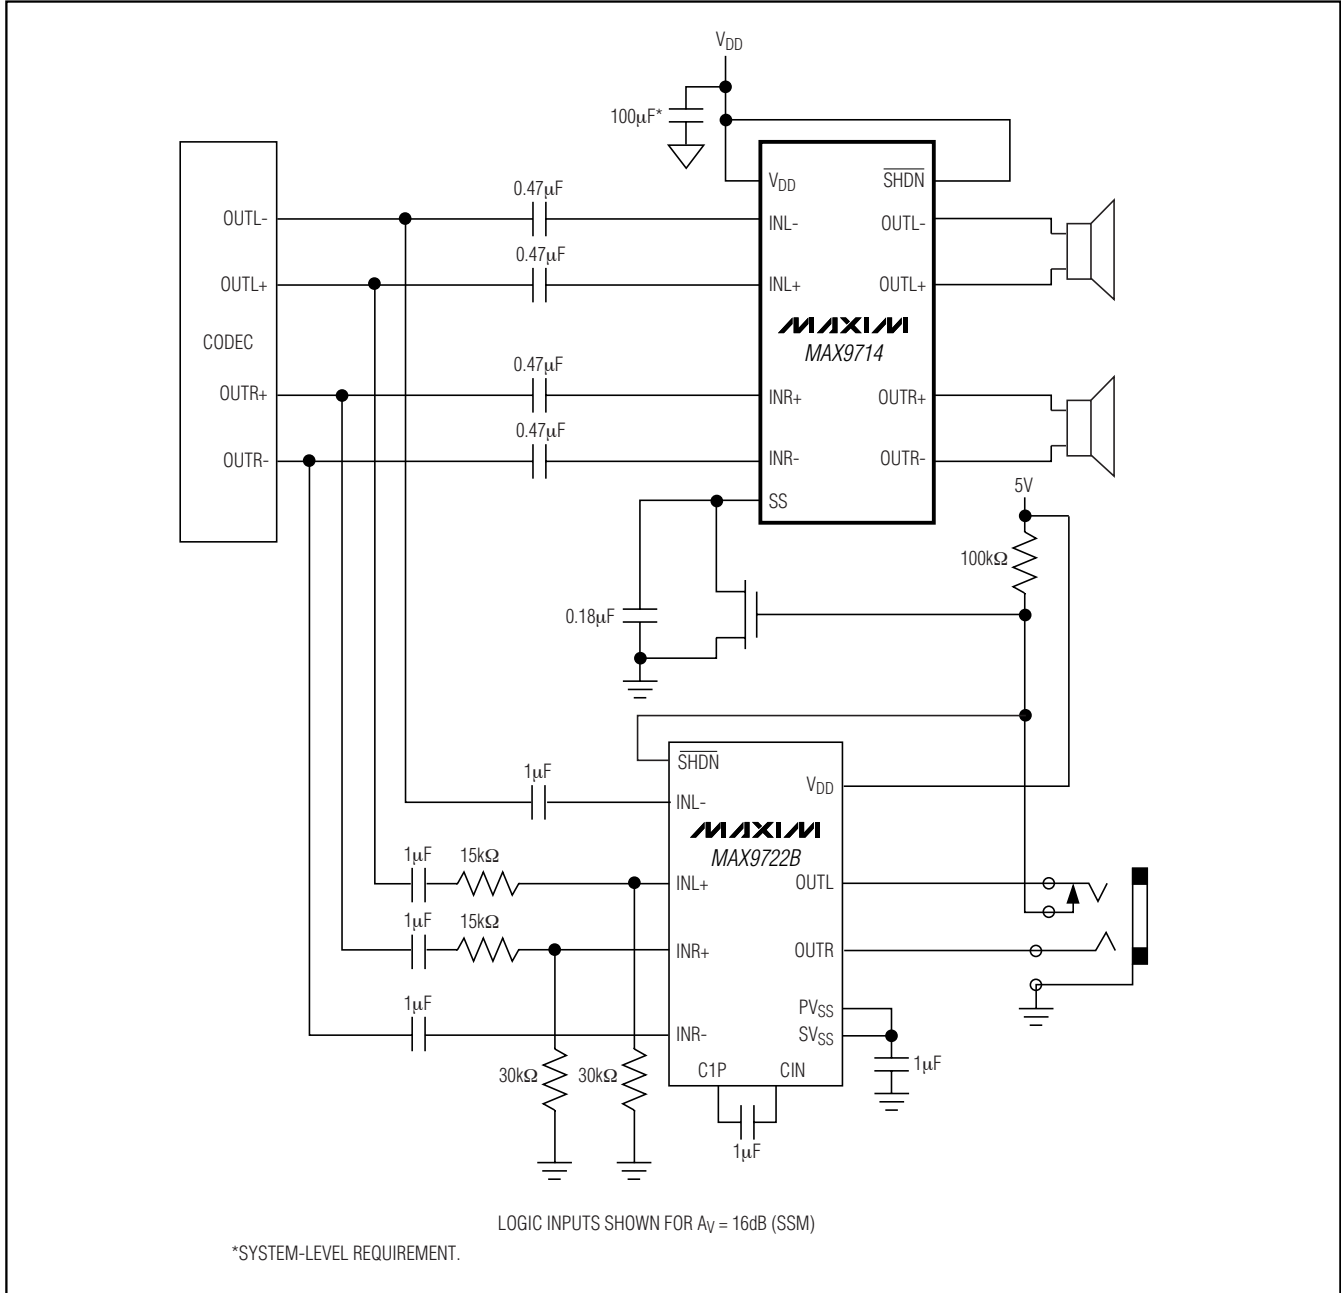 VDD
100µF*
VDD
SHDN
0.47µF
OUTL-
INL-
OUTL-
0.47µF
OUTL+
INL+
OUTL+
MAXIM
MAX9714
CODEC
0.47µF
OUTR+
INR+
OUTR+
0.47µF
OUTR-
INR-
OUTR-
SS
5V
100kΩ
0.18µF
SHDN
VDD
1µF
INL-
MAXIM
MAX9722B
1µF
15kΩ
INL+
OUTL
1µF
15kΩ
INR+
OUTR
1µF
PVSS
INR-
SVSS
1µF
30kΩ
30kΩ
C1P
CIN
1µF
LOGIC INPUTS SHOWN FOR AV = 16dB (SSM)
*SYSTEM-LEVEL REQUIREMENT.